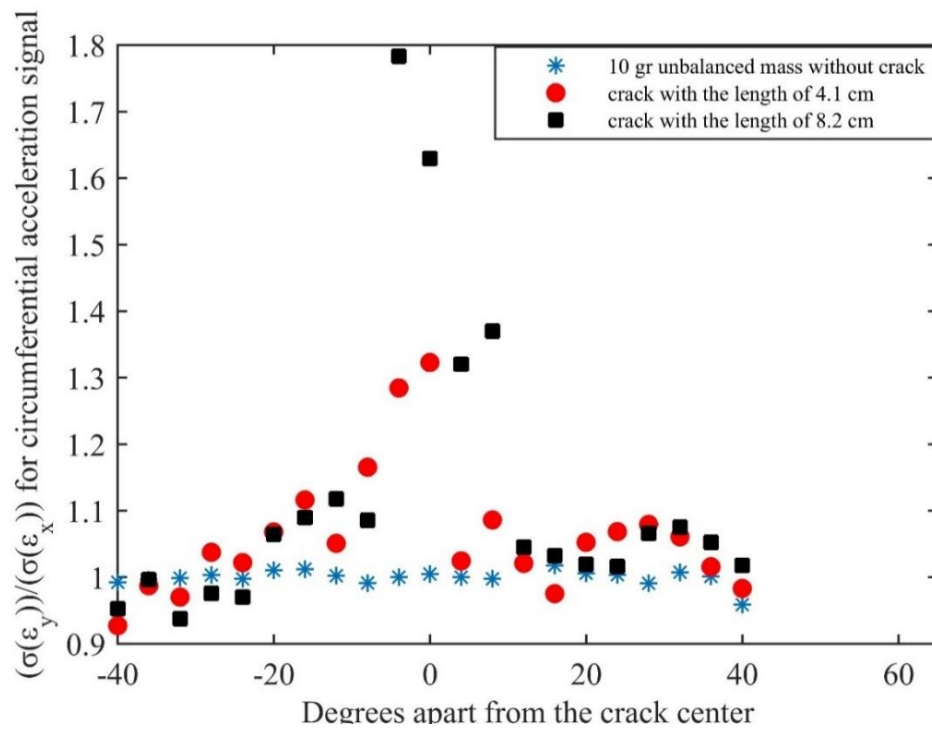 (σ(ε_y))/(σ(ε_x)) for circumferential acceleration signal
1.8
1.7
1.6
1.5
1.4
1.3
1.2
1.1
1
0.9
10 gr unbalanced mass without crack
crack with the length of 4.1 cm
crack with the length of 8.2 cm
-40 -20 0 20 40 60
Degrees apart from the crack center